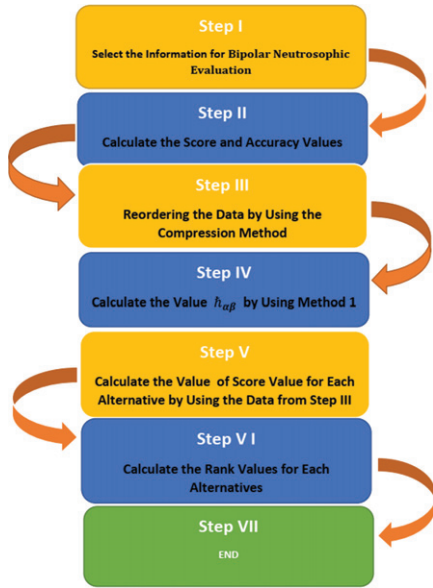 Step I
Select the Information for Bipolar Neutrosophic
Evaluation
Step II
Calculate the Score and Accuracy Values
Step III
Reordering the Data by Using the
Compression Method
Step IV
Calculate the Value ℏαβ by Using Method 1
Step V
Calculate the Value of Score Value for Each
Alternative by Using the Data from Step III
Step V I
Calculate the Rank Values for Each
Alternatives
Step VII
END